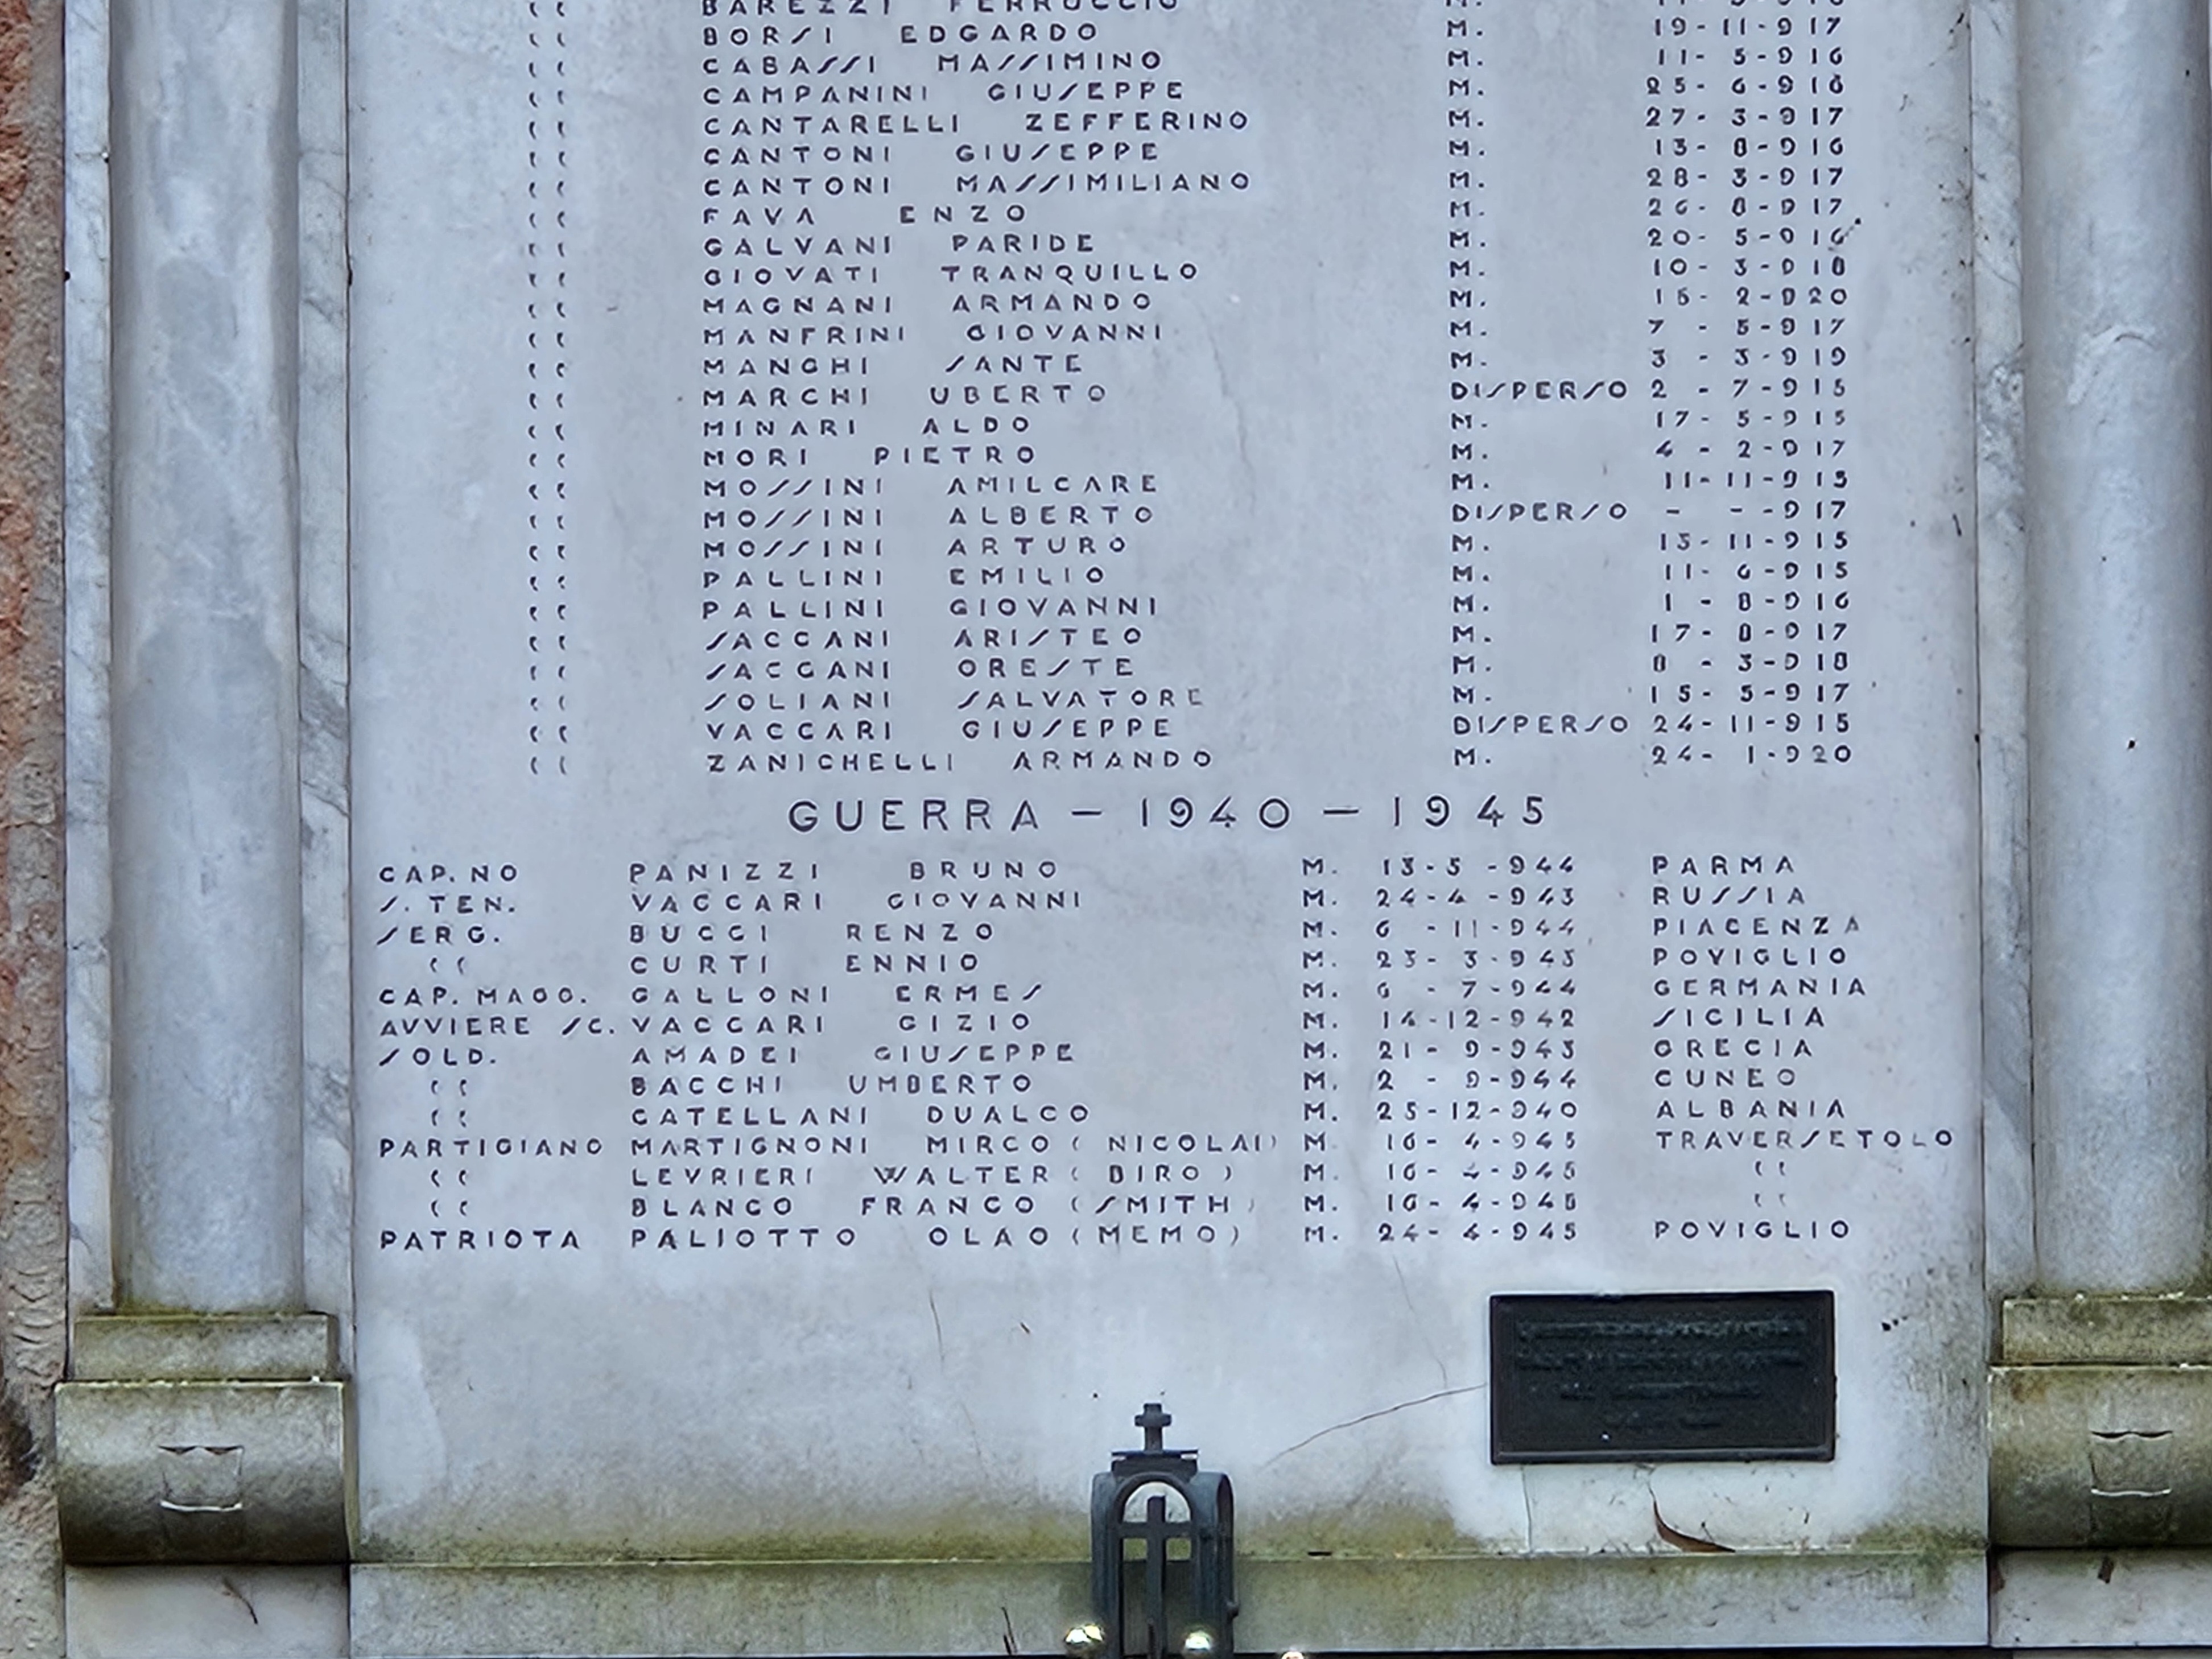 ( ( BAREZZI FERRUCCIO M.
( ( BORSI EDGARDO M. 19-11-917
( ( CABASSI MASSIMINO M. 11- 5-916
( ( CAMPANINI GIUSEPPE M. 25- 6-916
( ( CANTARELLI ZEFFERINO M. 27- 3-917
( ( CANTONI GIUSEPPE M. 13- 8-916
( ( CANTONI MASSIMILIANO M. 28- 3-917
( ( FAVA ENZO M. 26- 8-917
( ( GALVANI PARIDE M. 20- 5-916
( ( GIOVATI TRANQUILLO M. 10- 3-918
( ( MAGNANI ARMANDO M. 15- 2-920
( ( MANFRINI GIOVANNI M. 7 - 5-917
( ( MANGHI SANTE M. 3 - 3-919
( ( MARCHI UBERTO DISPERSO 2 - 7-915
( ( MINARI ALDO M. 17- 5-915
( ( MORI PIETRO M. 4 - 2-917
( ( MOSSINI AMILCARE M. 11-11-915
( ( MOSSINI ALBERTO DISPERSO - - -917
( ( MOSSINI ARTURO M. 13-11-915
( ( PALLINI EMILIO M. 11- 6-915
( ( PALLINI GIOVANNI M. 1 - 8-916
( ( SACCANI ARISTEO M. 17- 8-917
( ( SACCANI ORESTE M. 8 - 3-918
( ( SOLIANI SALVATORE M. 15- 5-917
( ( VACCARI GIUSEPPE DISPERSO 24-11-915
( ( ZANICHELLI ARMANDO M. 24- 1-920
GUERRA - 1940 - 1945
CAP.NO PANIZZI BRUNO M. 13-5 -944 PARMA
S. TEN. VACCARI GIOVANNI M. 24-4 -943 RUSSIA
SERG. BUCCI RENZO M. 6 -11-944 PIACENZA
( ( CURTI ENNIO M. 23- 3-945 POVIGLIO
CAP. MAGG. GALLONI ERMES M. 6 - 7-944 GERMANIA
AVVIERE SC. VACCARI GIZIO M. 14-12-942 SICILIA
SOLD. AMADEI GIUSEPPE M. 21- 9-943 GRECIA
( ( BACCHI UMBERTO M. 2 - 9-944 CUNEO
( ( CATELLANI DUALCO M. 25-12-940 ALBANIA
PARTIGIANO MARTIGNONI MIRCO ( NICOLAI) M. 16- 4-945 TRAVERSETOLO
( ( LEVRIERI WALTER ( BIRO ) M. 16- 4-945 ( (
( ( BLANCO FRANCO ( SMITH ) M. 16- 4-945 ( (
PATRIOTA PALIOTTO OLAO ( MEMO ) M. 24- 4-945 POVIGLIO